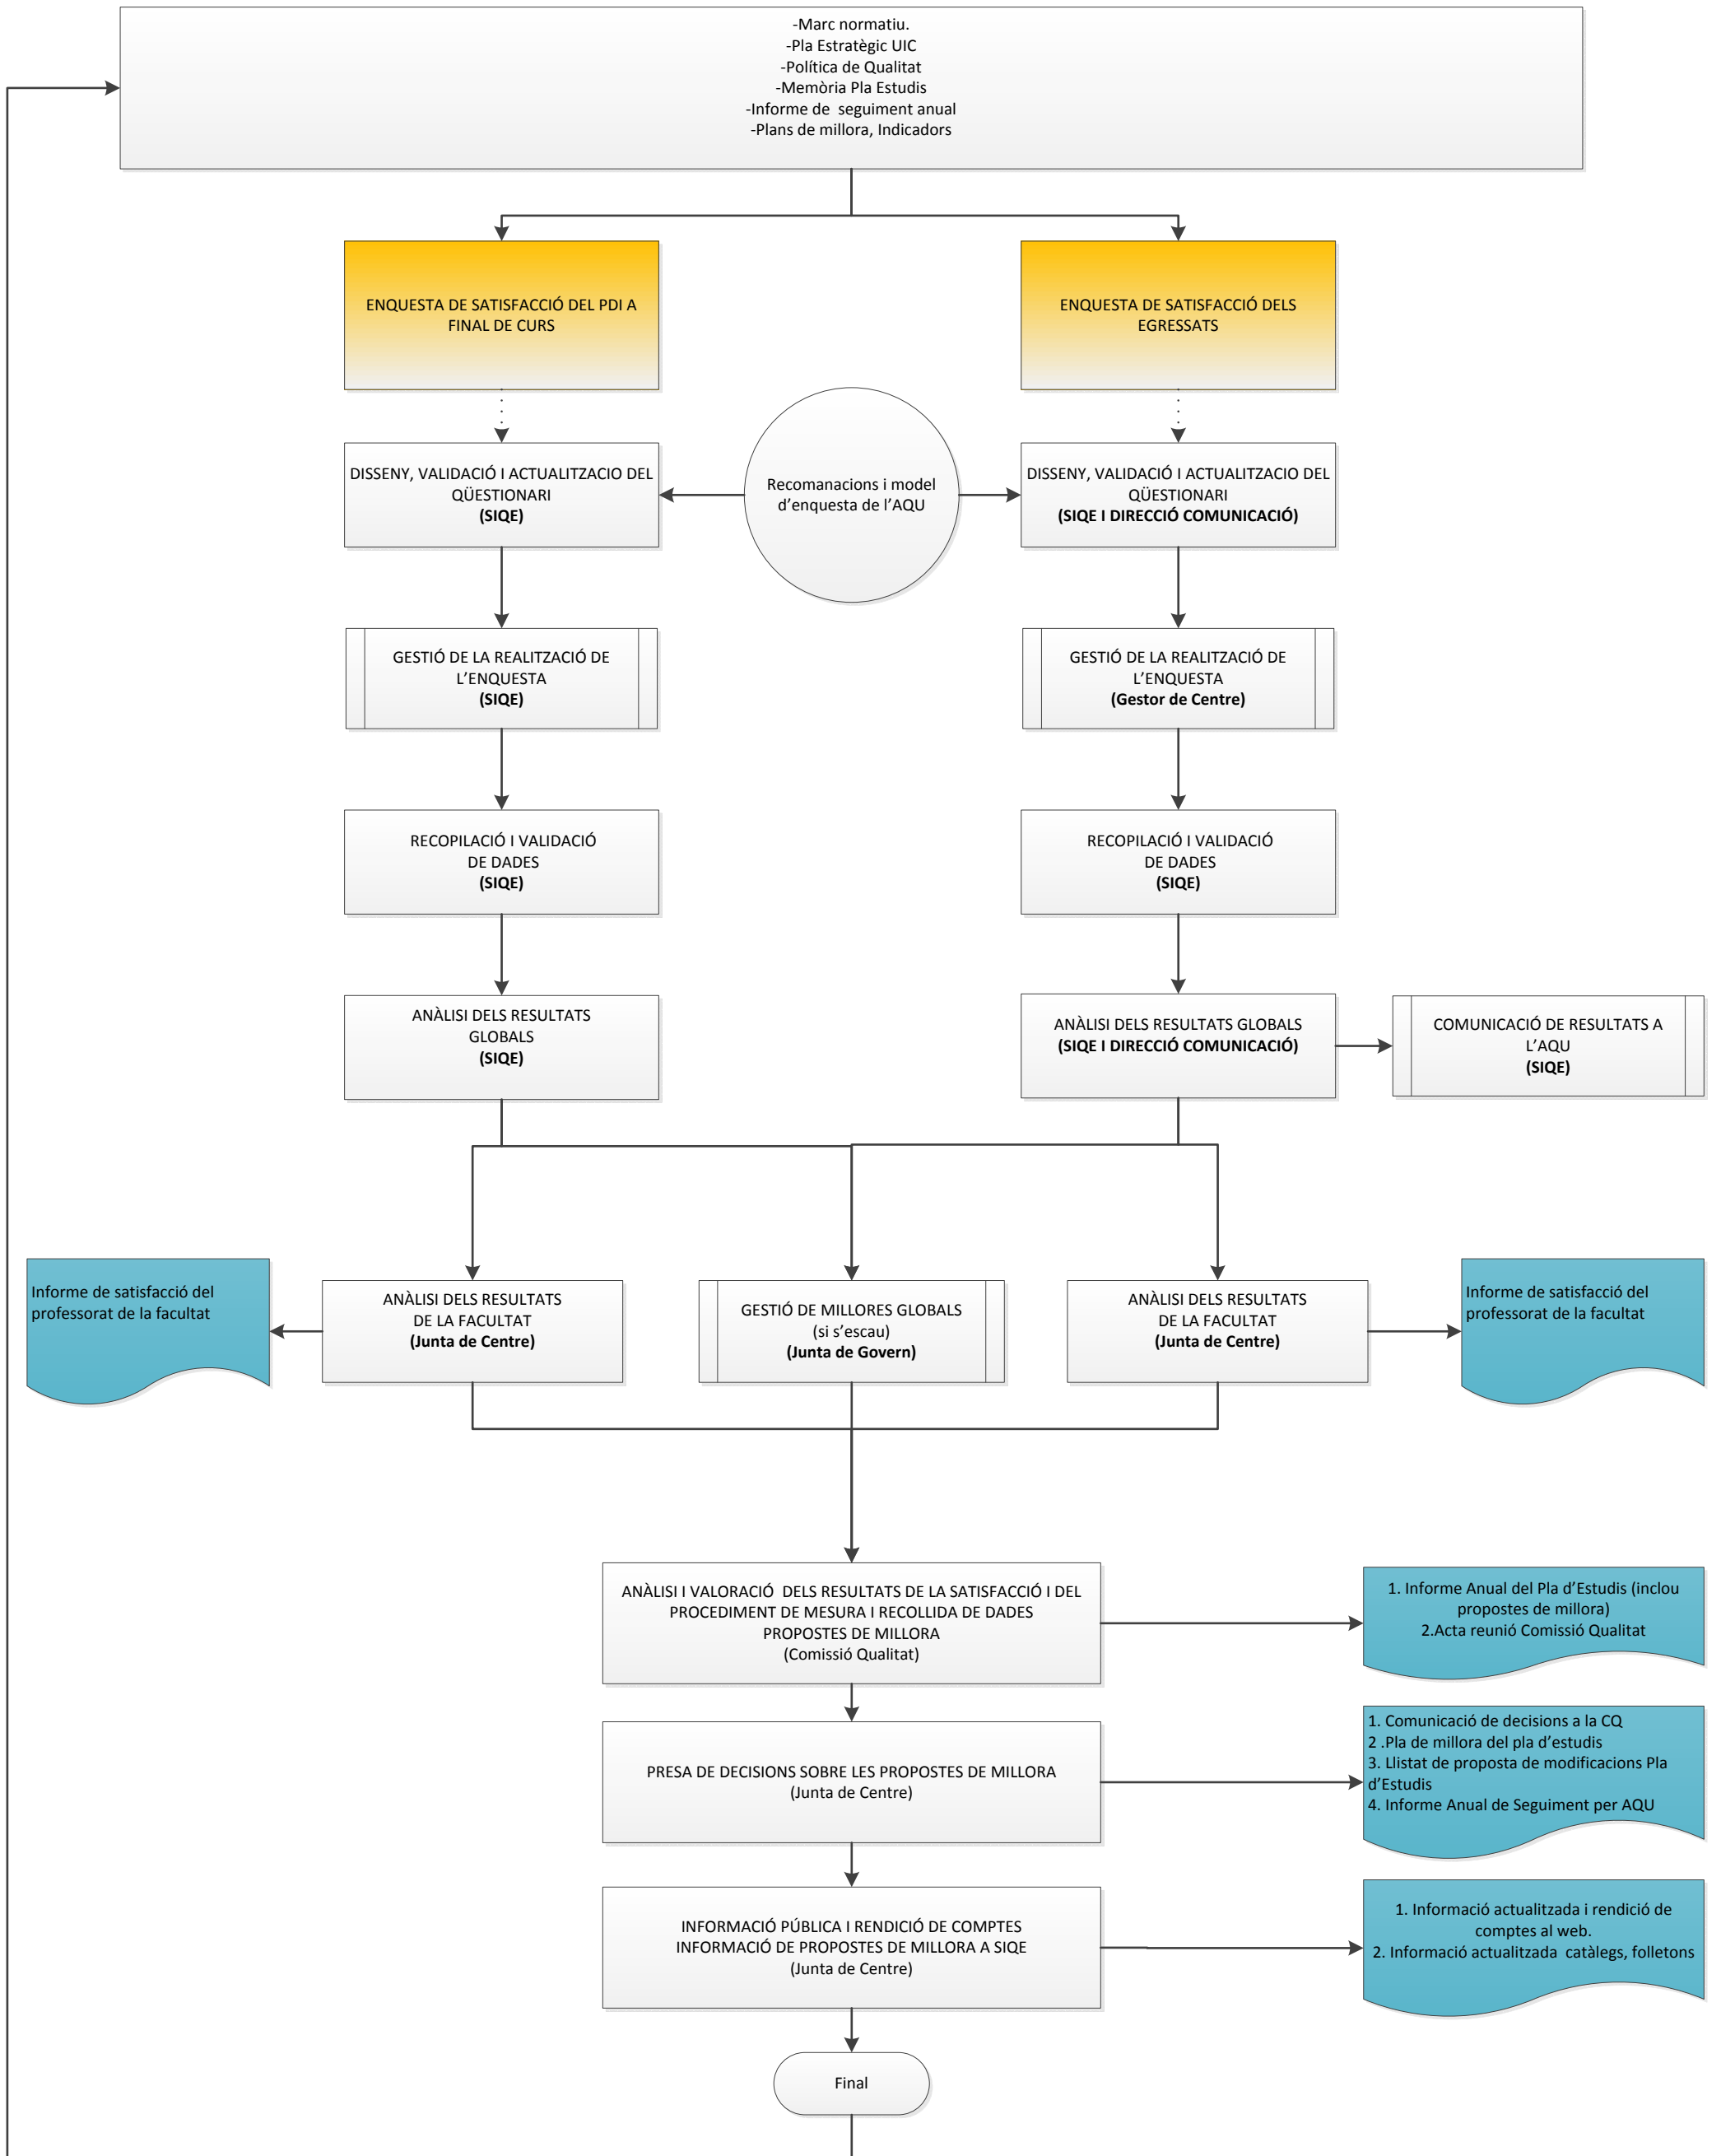 -Marc normatiu.
-Pla Estratègic UIC
-Política de Qualitat
-Memòria Pla Estudis
-Informe de  seguiment anual
-Plans de millora, Indicadors
ENQUESTA DE SATISFACCIÓ DEL PDI A
FINAL DE CURS
ENQUESTA DE SATISFACCIÓ DELS
EGRESSATS
DISSENY, VALIDACIÓ I ACTUALITZACIO DEL
QÜESTIONARI
(SIQE)
Recomanacions i model
d’enquesta de l’AQU
DISSENY, VALIDACIÓ I ACTUALITZACIO DEL
QÜESTIONARI
(SIQE I DIRECCIÓ COMUNICACIÓ)
GESTIÓ DE LA REALITZACIÓ DE
L’ENQUESTA
(SIQE)
GESTIÓ DE LA REALITZACIÓ DE
L’ENQUESTA
(Gestor de Centre)
RECOPILACIÓ I VALIDACIÓ
DE DADES
(SIQE)
RECOPILACIÓ I VALIDACIÓ
DE DADES
(SIQE)
ANÀLISI DELS RESULTATS
GLOBALS
(SIQE)
ANÀLISI DELS RESULTATS GLOBALS
(SIQE I DIRECCIÓ COMUNICACIÓ)
COMUNICACIÓ DE RESULTATS A
L’AQU
(SIQE)
Informe de satisfacció del
professorat de la facultat
ANÀLISI DELS RESULTATS
DE LA FACULTAT
(Junta de Centre)
GESTIÓ DE MILLORES GLOBALS
(si s’escau)
(Junta de Govern)
ANÀLISI DELS RESULTATS
DE LA FACULTAT
(Junta de Centre)
Informe de satisfacció del
professorat de la facultat
ANÀLISI I VALORACIÓ  DELS RESULTATS DE LA SATISFACCIÓ I DEL
PROCEDIMENT DE MESURA I RECOLLIDA DE DADES
PROPOSTES DE MILLORA
(Comissió Qualitat)
1. Informe Anual del Pla d’Estudis (inclou
propostes de millora)
2.Acta reunió Comissió Qualitat
PRESA DE DECISIONS SOBRE LES PROPOSTES DE MILLORA
(Junta de Centre)
1. Comunicació de decisions a la CQ
2 .Pla de millora del pla d’estudis
3. Llistat de proposta de modificacions Pla
d’Estudis
4. Informe Anual de Seguiment per AQU
INFORMACIÓ PÚBLICA I RENDICIÓ DE COMPTES
INFORMACIÓ DE PROPOSTES DE MILLORA A SIQE
(Junta de Centre)
1. Informació actualitzada i rendició de
comptes al web.
2. Informació actualitzada  catàlegs, folletons
Final